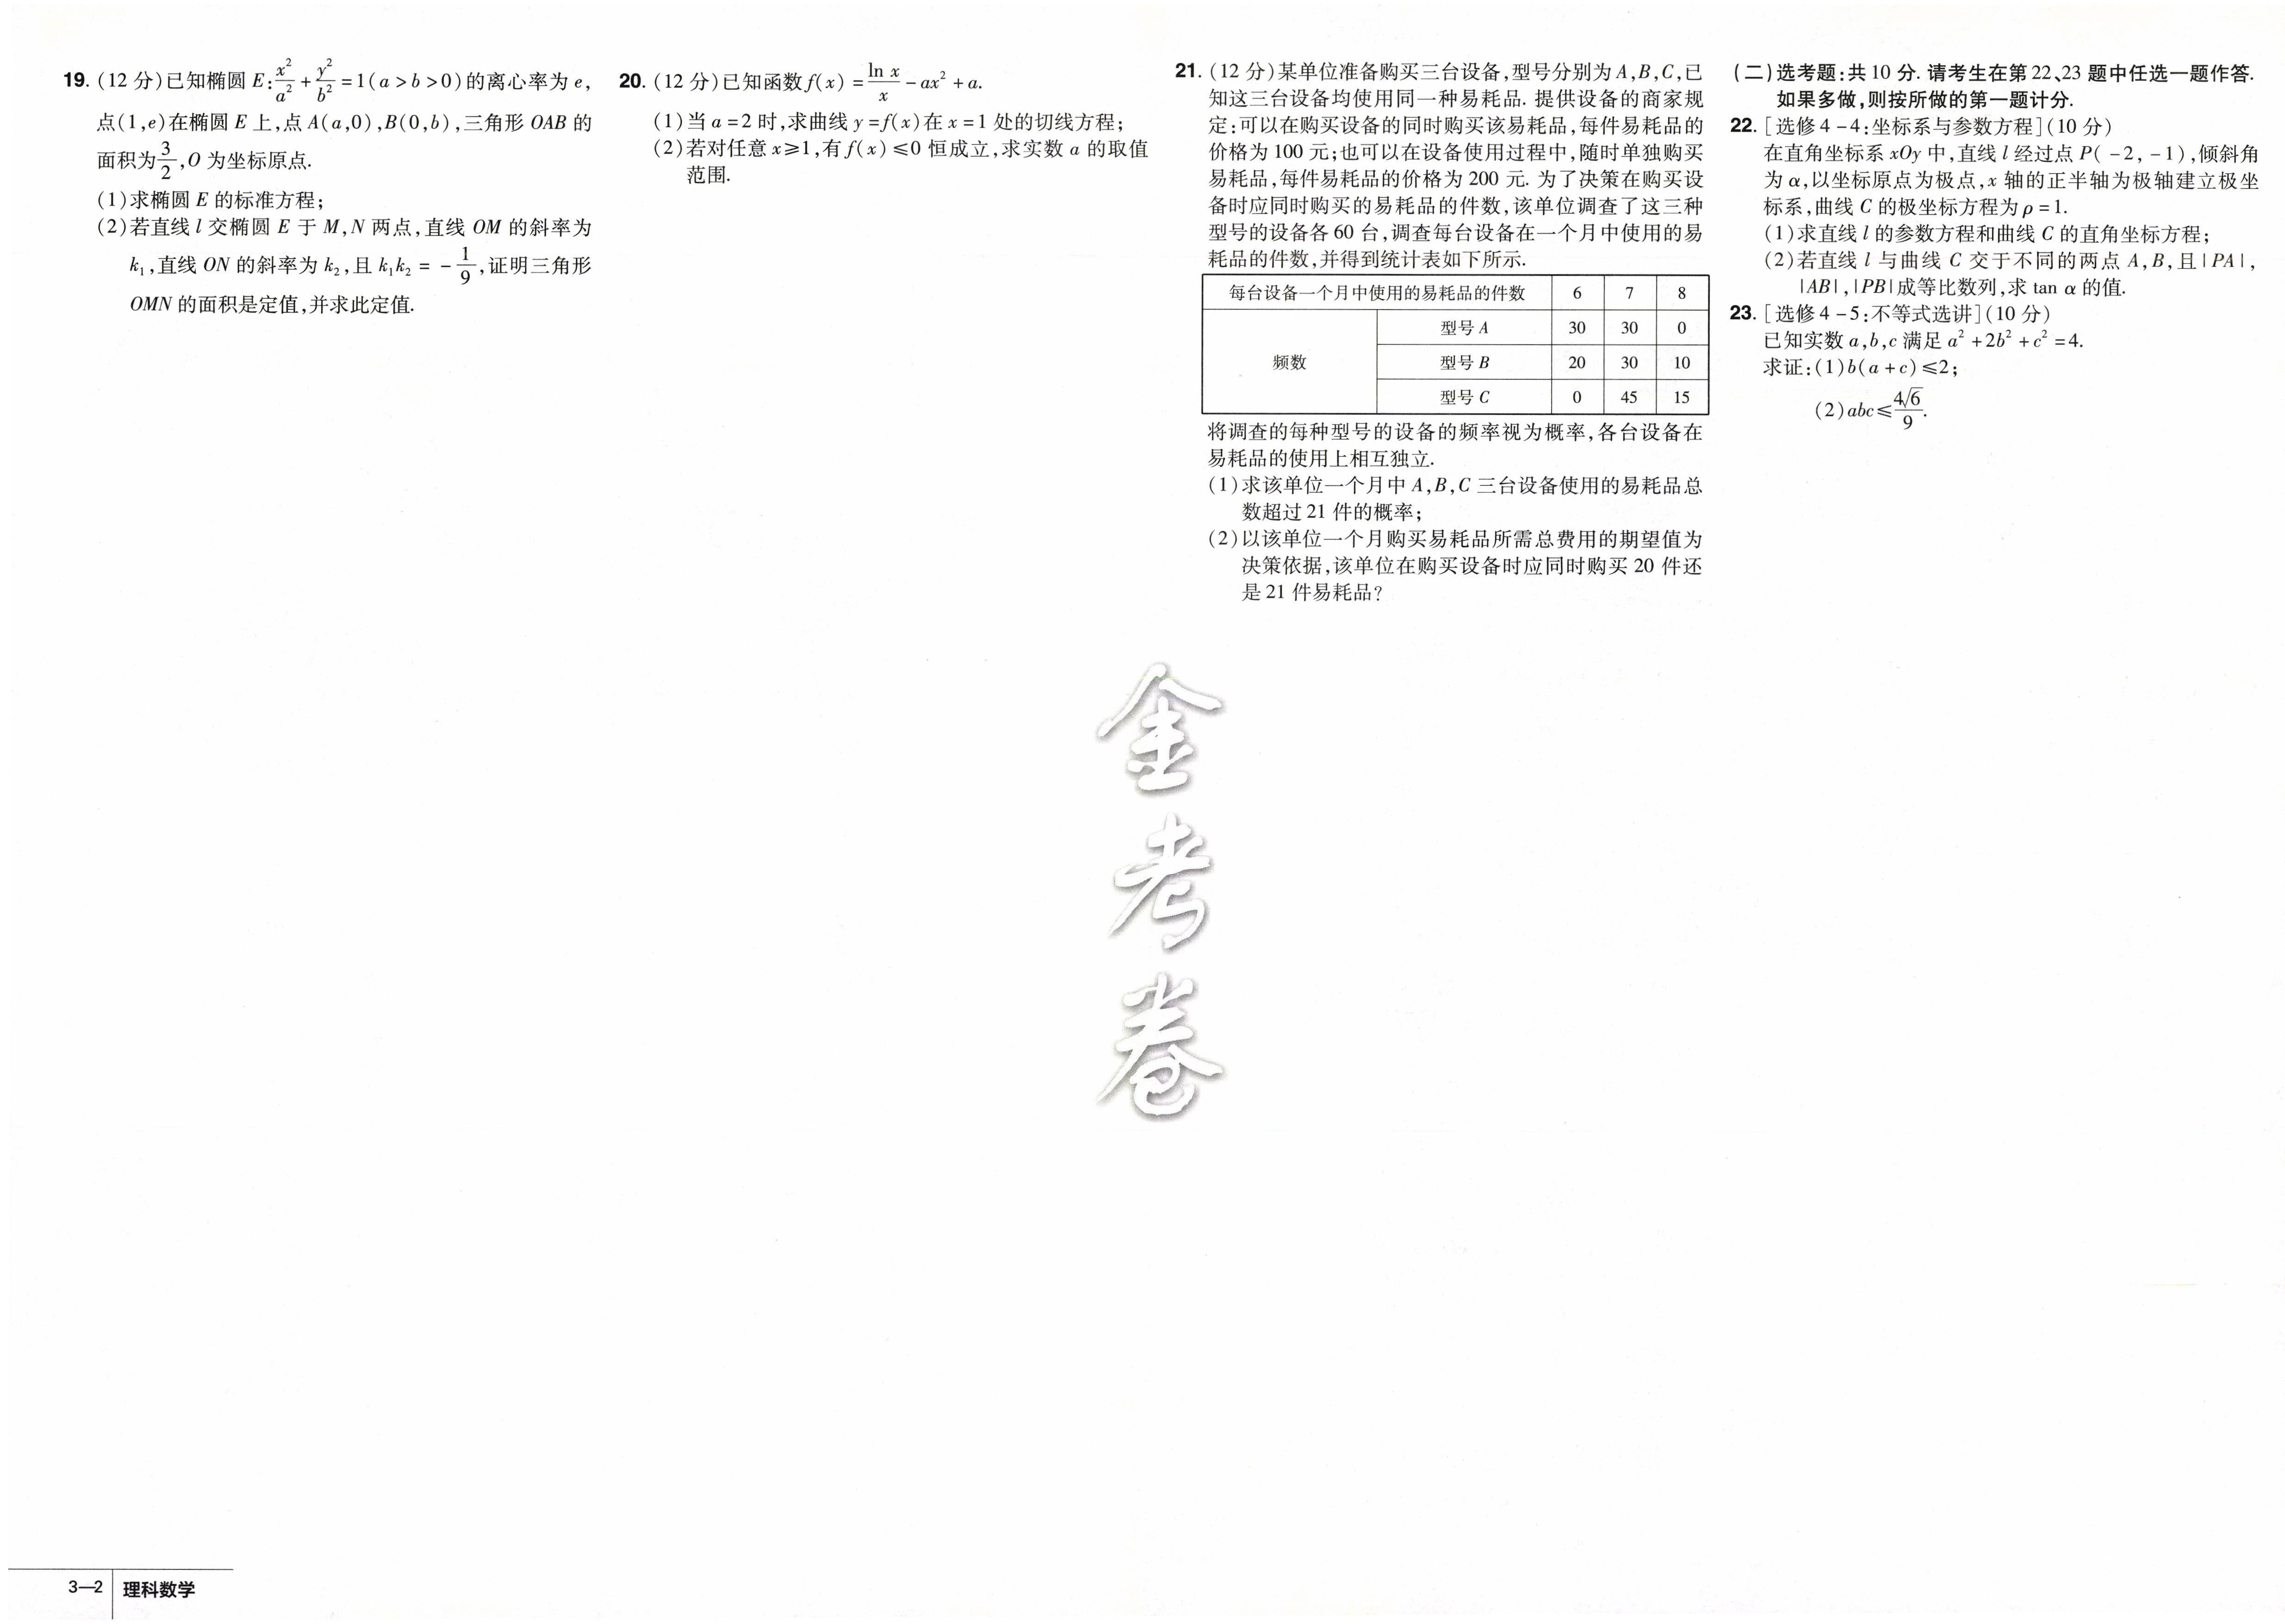 19. (12 分)已知椭圆 E:x²/a² + y²/b² = 1(a > b > 0)的离心率为 e,
点(1,e)在椭圆 E 上,点 A(a,0),B(0,b),三角形 OAB 的
面积为3/2,O 为坐标原点.
(1)求椭圆 E 的标准方程;
(2)若直线 l 交椭圆 E 于 M,N 两点,直线 OM 的斜率为
k₁,直线 ON 的斜率为 k₂,且 k₁k₂ = -1/9,证明三角形
OMN 的面积是定值,并求此定值.
20. (12 分)已知函数 f(x) = ln x/x - ax² + a.
(1)当 a = 2 时,求曲线 y = f(x)在 x = 1 处的切线方程;
(2)若对任意 x≥1,有 f(x)≤0 恒成立,求实数 a 的取值
范围.
21. (12 分)某单位准备购买三台设备,型号分别为 A,B,C,已
知这三台设备均使用同一种易耗品. 提供设备的商家规
定:可以在购买设备的同时购买该易耗品,每件易耗品的
价格为 100 元;也可以在设备使用过程中,随时单独购买
易耗品,每件易耗品的价格为 200 元. 为了决策在购买设
备时应同时购买的易耗品的件数,该单位调查了这三种
型号的设备各 60 台,调查每台设备在一个月中使用的易
耗品的件数,并得到统计表如下所示.
每台设备一个月中使用的易耗品的件数 6 7 8
型号 A 30 30 0
频数 型号 B 20 30 10
型号 C 0 45 15
将调查的每种型号的设备的频率视为概率,各台设备在
易耗品的使用上相互独立.
(1)求该单位一个月中 A,B,C 三台设备使用的易耗品总
数超过 21 件的概率;
(2)以该单位一个月购买易耗品所需总费用的期望值为
决策依据,该单位在购买设备时应同时购买 20 件还
是 21 件易耗品?
(二)选考题:共 10 分. 请考生在第 22、23 题中任选一题作答.
如果多做,则按所做的第一题计分.
22. [选修 4-4:坐标系与参数方程](10 分)
在直角坐标系 xOy 中,直线 l 经过点 P(-2,-1),倾斜角
为 α,以坐标原点为极点,x 轴的正半轴为极轴建立极坐
标系,曲线 C 的极坐标方程为 ρ = 1.
(1)求直线 l 的参数方程和曲线 C 的直角坐标方程;
(2)若直线 l 与曲线 C 交于不同的两点 A,B,且|PA|,
|AB|,|PB|成等比数列,求 tan α 的值.
23. [选修 4-5:不等式选讲](10 分)
已知实数 a,b,c 满足 a² + 2b² + c² = 4.
求证:(1)b(a + c)≤2;
(2)abc≤4√6/9.
金
考
卷
3—2 理科数学